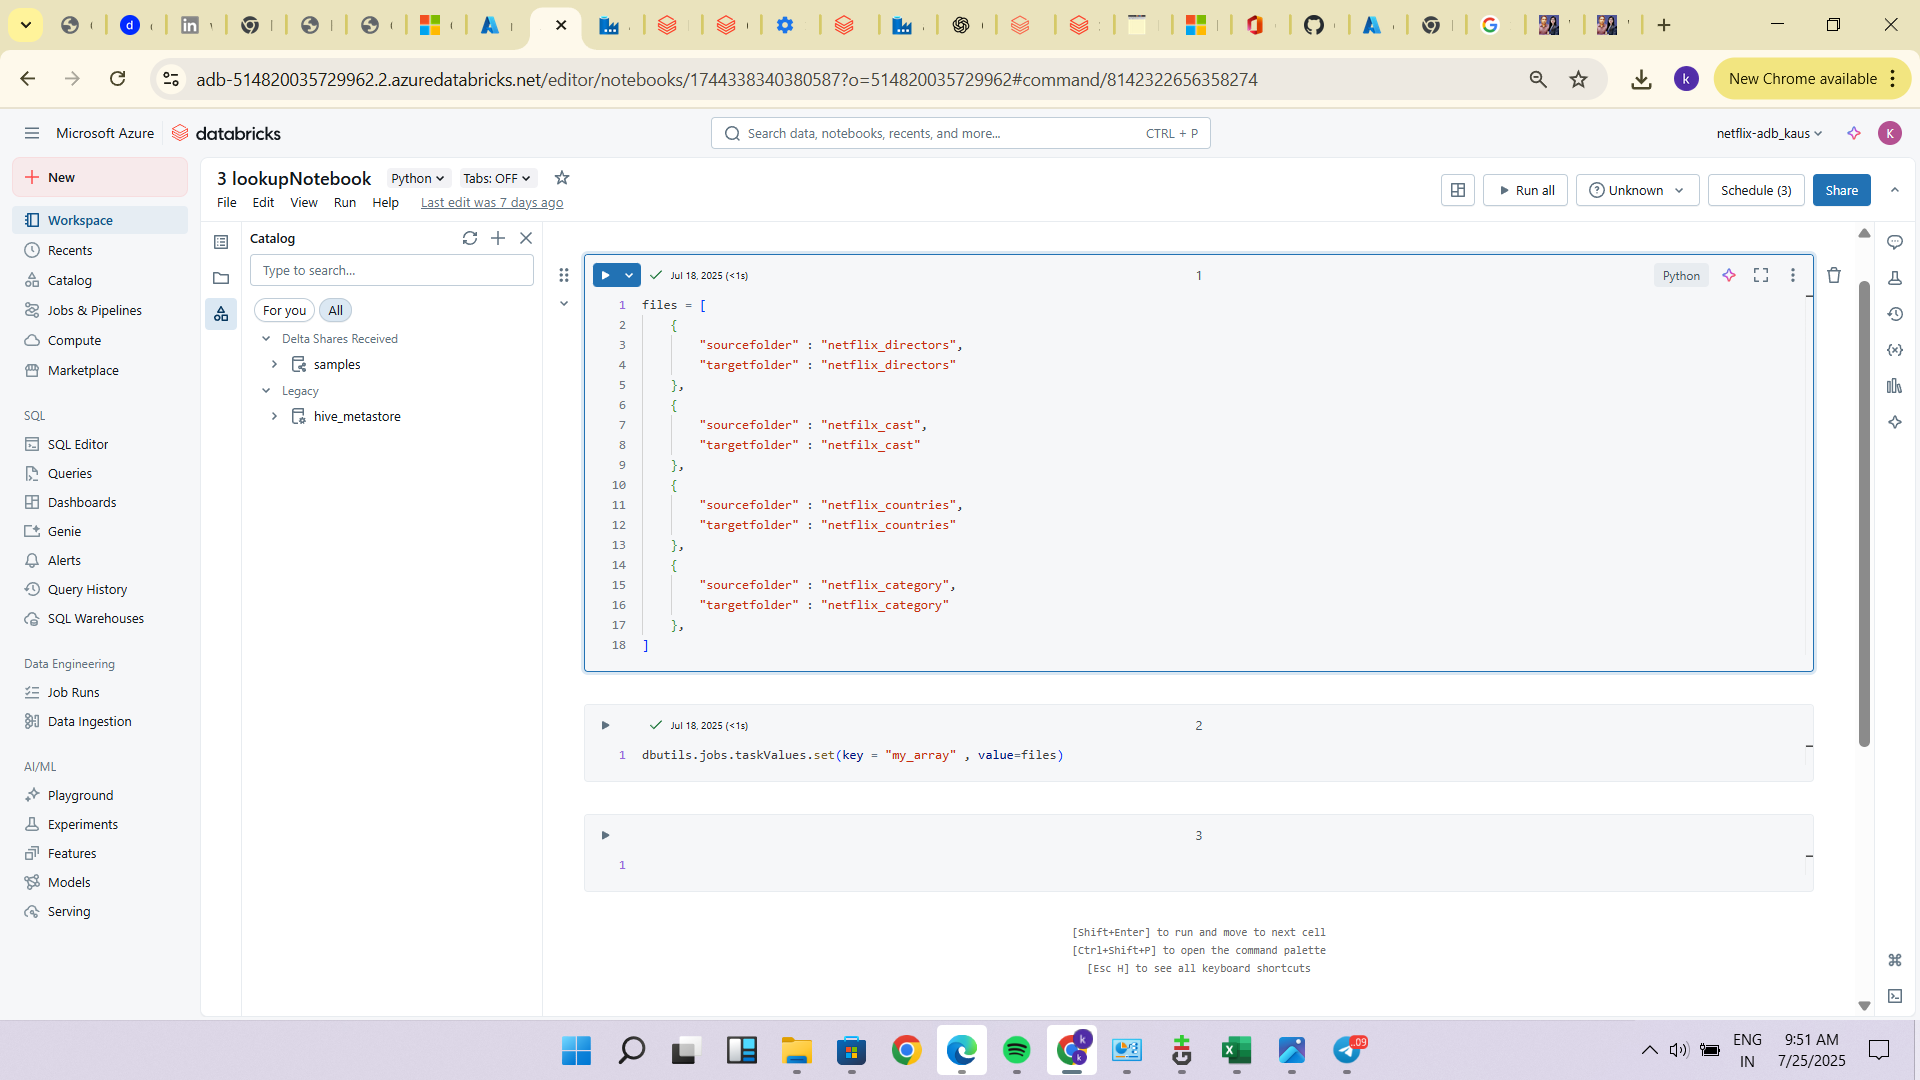 adb-514820035729962.2.azuredatabricks.net/editor/notebooks/1744338340380587?o=514820035729962#command/8142322656358274
k
New Chrome available
Microsoft Azure
databricks
Search data, notebooks, recents, and more...
CTRL + P
netflix-adb_kaus
K
New
Workspace
Recents
Catalog
Jobs & Pipelines
Compute
Marketplace
SQL
SQL Editor
Queries
Dashboards
Genie
Alerts
Query History
SQL Warehouses
Data Engineering
Job Runs
Data Ingestion
AI/ML
Playground
Experiments
Features
Models
Serving
3 lookupNotebook
Python
Tabs: OFF
File Edit View Run Help Last edit was 7 days ago
Run all
Unknown
Schedule (3)
Share
Catalog
Type to search...
For you
All
Delta Shares Received
samples
Legacy
hive_metastore
Jul 18, 2025 (<1s)
1
Python
1 files = [
2 {
3 "sourcefolder" : "netflix_directors",
4 "targetfolder" : "netflix_directors"
5 },
6 {
7 "sourcefolder" : "netfilx_cast",
8 "targetfolder" : "netfilx_cast"
9 },
10 {
11 "sourcefolder" : "netflix_countries",
12 "targetfolder" : "netflix_countries"
13 },
14 {
15 "sourcefolder" : "netflix_category",
16 "targetfolder" : "netflix_category"
17 },
18 ]
Jul 18, 2025 (<1s)
2
1 dbutils.jobs.taskValues.set(key = "my_array" , value=files)
3
1
[Shift+Enter] to run and move to next cell
[Ctrl+Shift+P] to open the command palette
[Esc H] to see all keyboard shortcuts
ENG
IN
9:51 AM
7/25/2025